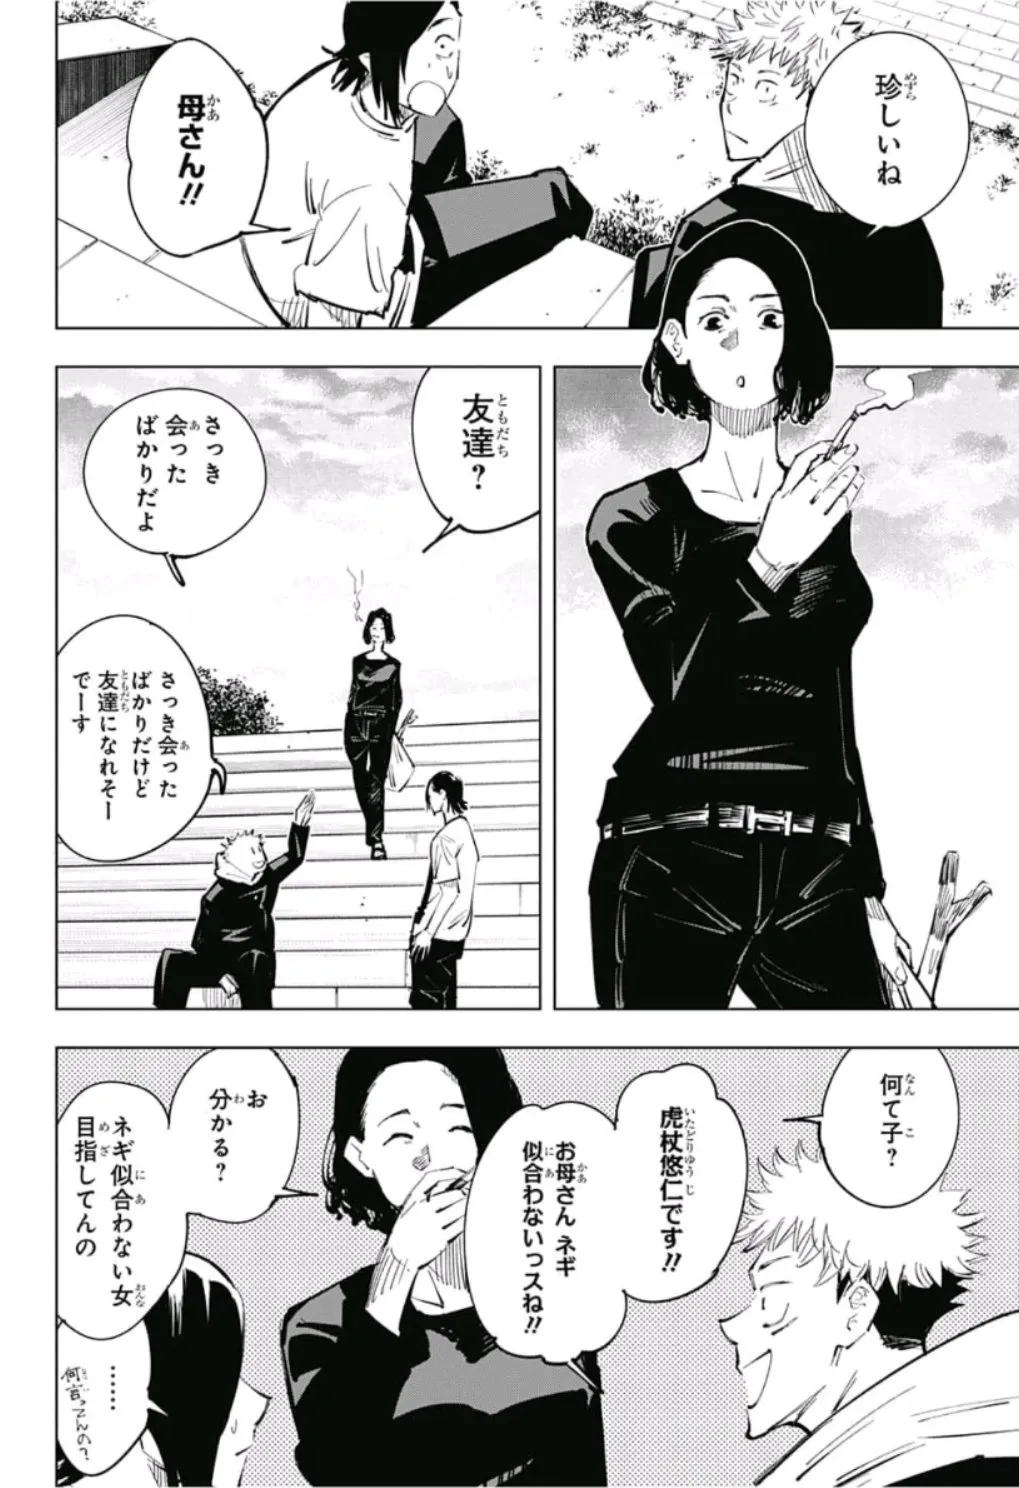 珍しいね
母さん!!
友達?
さっき
会った
ばかりだよ
さっき会った
ばかりだけど
友達になれそー
でーす
何て子?
虎杖悠仁です!!
お母さん ネギ
似合わないっスね!!
お
分かる?
ネギ似合わない女
目指してんの
……
何言ってんの?